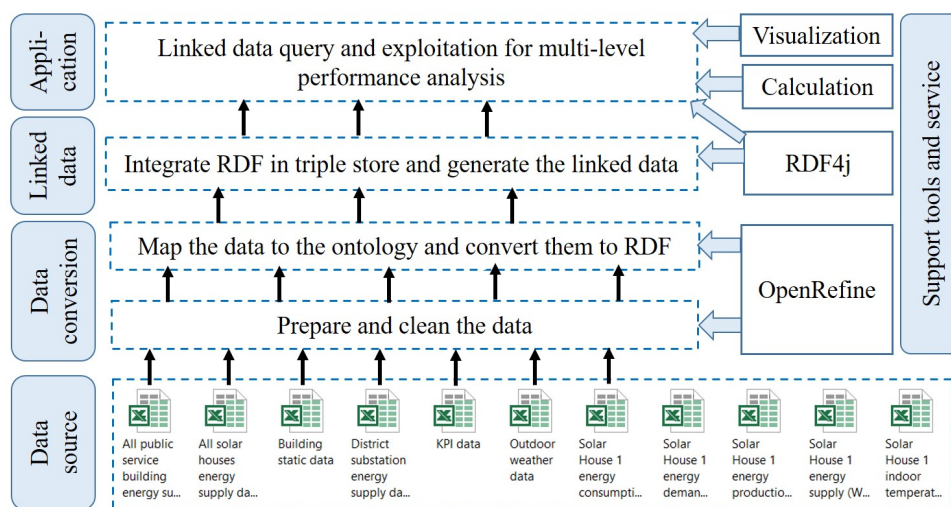 Appli-
cation
Linked data query and exploitation for multi-level
performance analysis
Visualization
Calculation
Linked
data
Integrate RDF in triple store and generate the linked data
RDF4j
Support tools and service
Data
conversion
Map the data to the ontology and convert them to RDF
OpenRefine
Prepare and clean the data
Data
source
All public
service
building
energy su...
All solar
houses
energy
supply da...
Building
static data
District
substation
energy
supply da...
KPI data
Outdoor
weather
data
Solar
House 1
energy
consumpti...
Solar
House 1
energy
deman...
Solar
House 1
energy
productio...
Solar
House 1
energy
supply (W...
Solar
House 1
indoor
temperat...